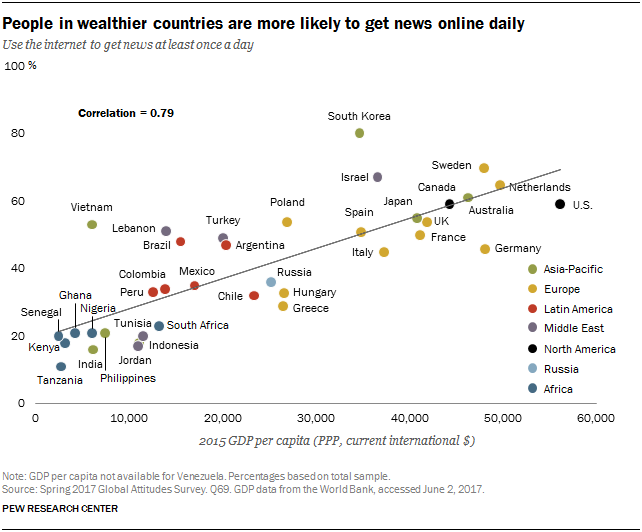 People in wealthier countries are more likely to get news online daily
Use the internet to get news at least once a day
100 %
Correlation = 0.79
South Korea
80
Sweden
Israel
Netherlands
Canada
60
Japan
Poland
Vietnam
Spain
Australia
U.S.
Turkey
Lebanon
UK
Brazil
Argentina
France
Italy
Germany
40
Colombia
Mexico
Russia
Asia-Pacific
Peru
Chile
Hungary
Europe
Ghana
Greece
Latin America
Senegal
Nigeria
Tunisia
South Africa
Middle East
20
Kenya
Indonesia
North America
India
Jordan
Russia
Tanzania
Philippines
Africa
0
0 10,000 20,000 30,000 40,000 50,000 60,000
2015 GDP per capita (PPP, current international $)
Note: GDP per capita not available for Venezuela. Percentages based on total sample.
Source: Spring 2017 Global Attitudes Survey. Q69. GDP data from the World Bank, accessed June 2, 2017.
PEW RESEARCH CENTER